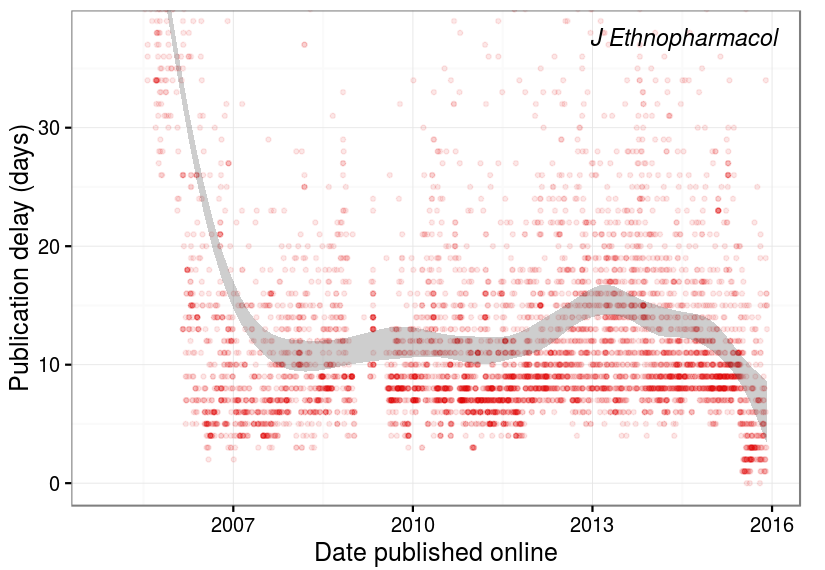 J Ethnopharmacol
Publication delay (days)
30
20
10
0
2007 2010 2013 2016
Date published online